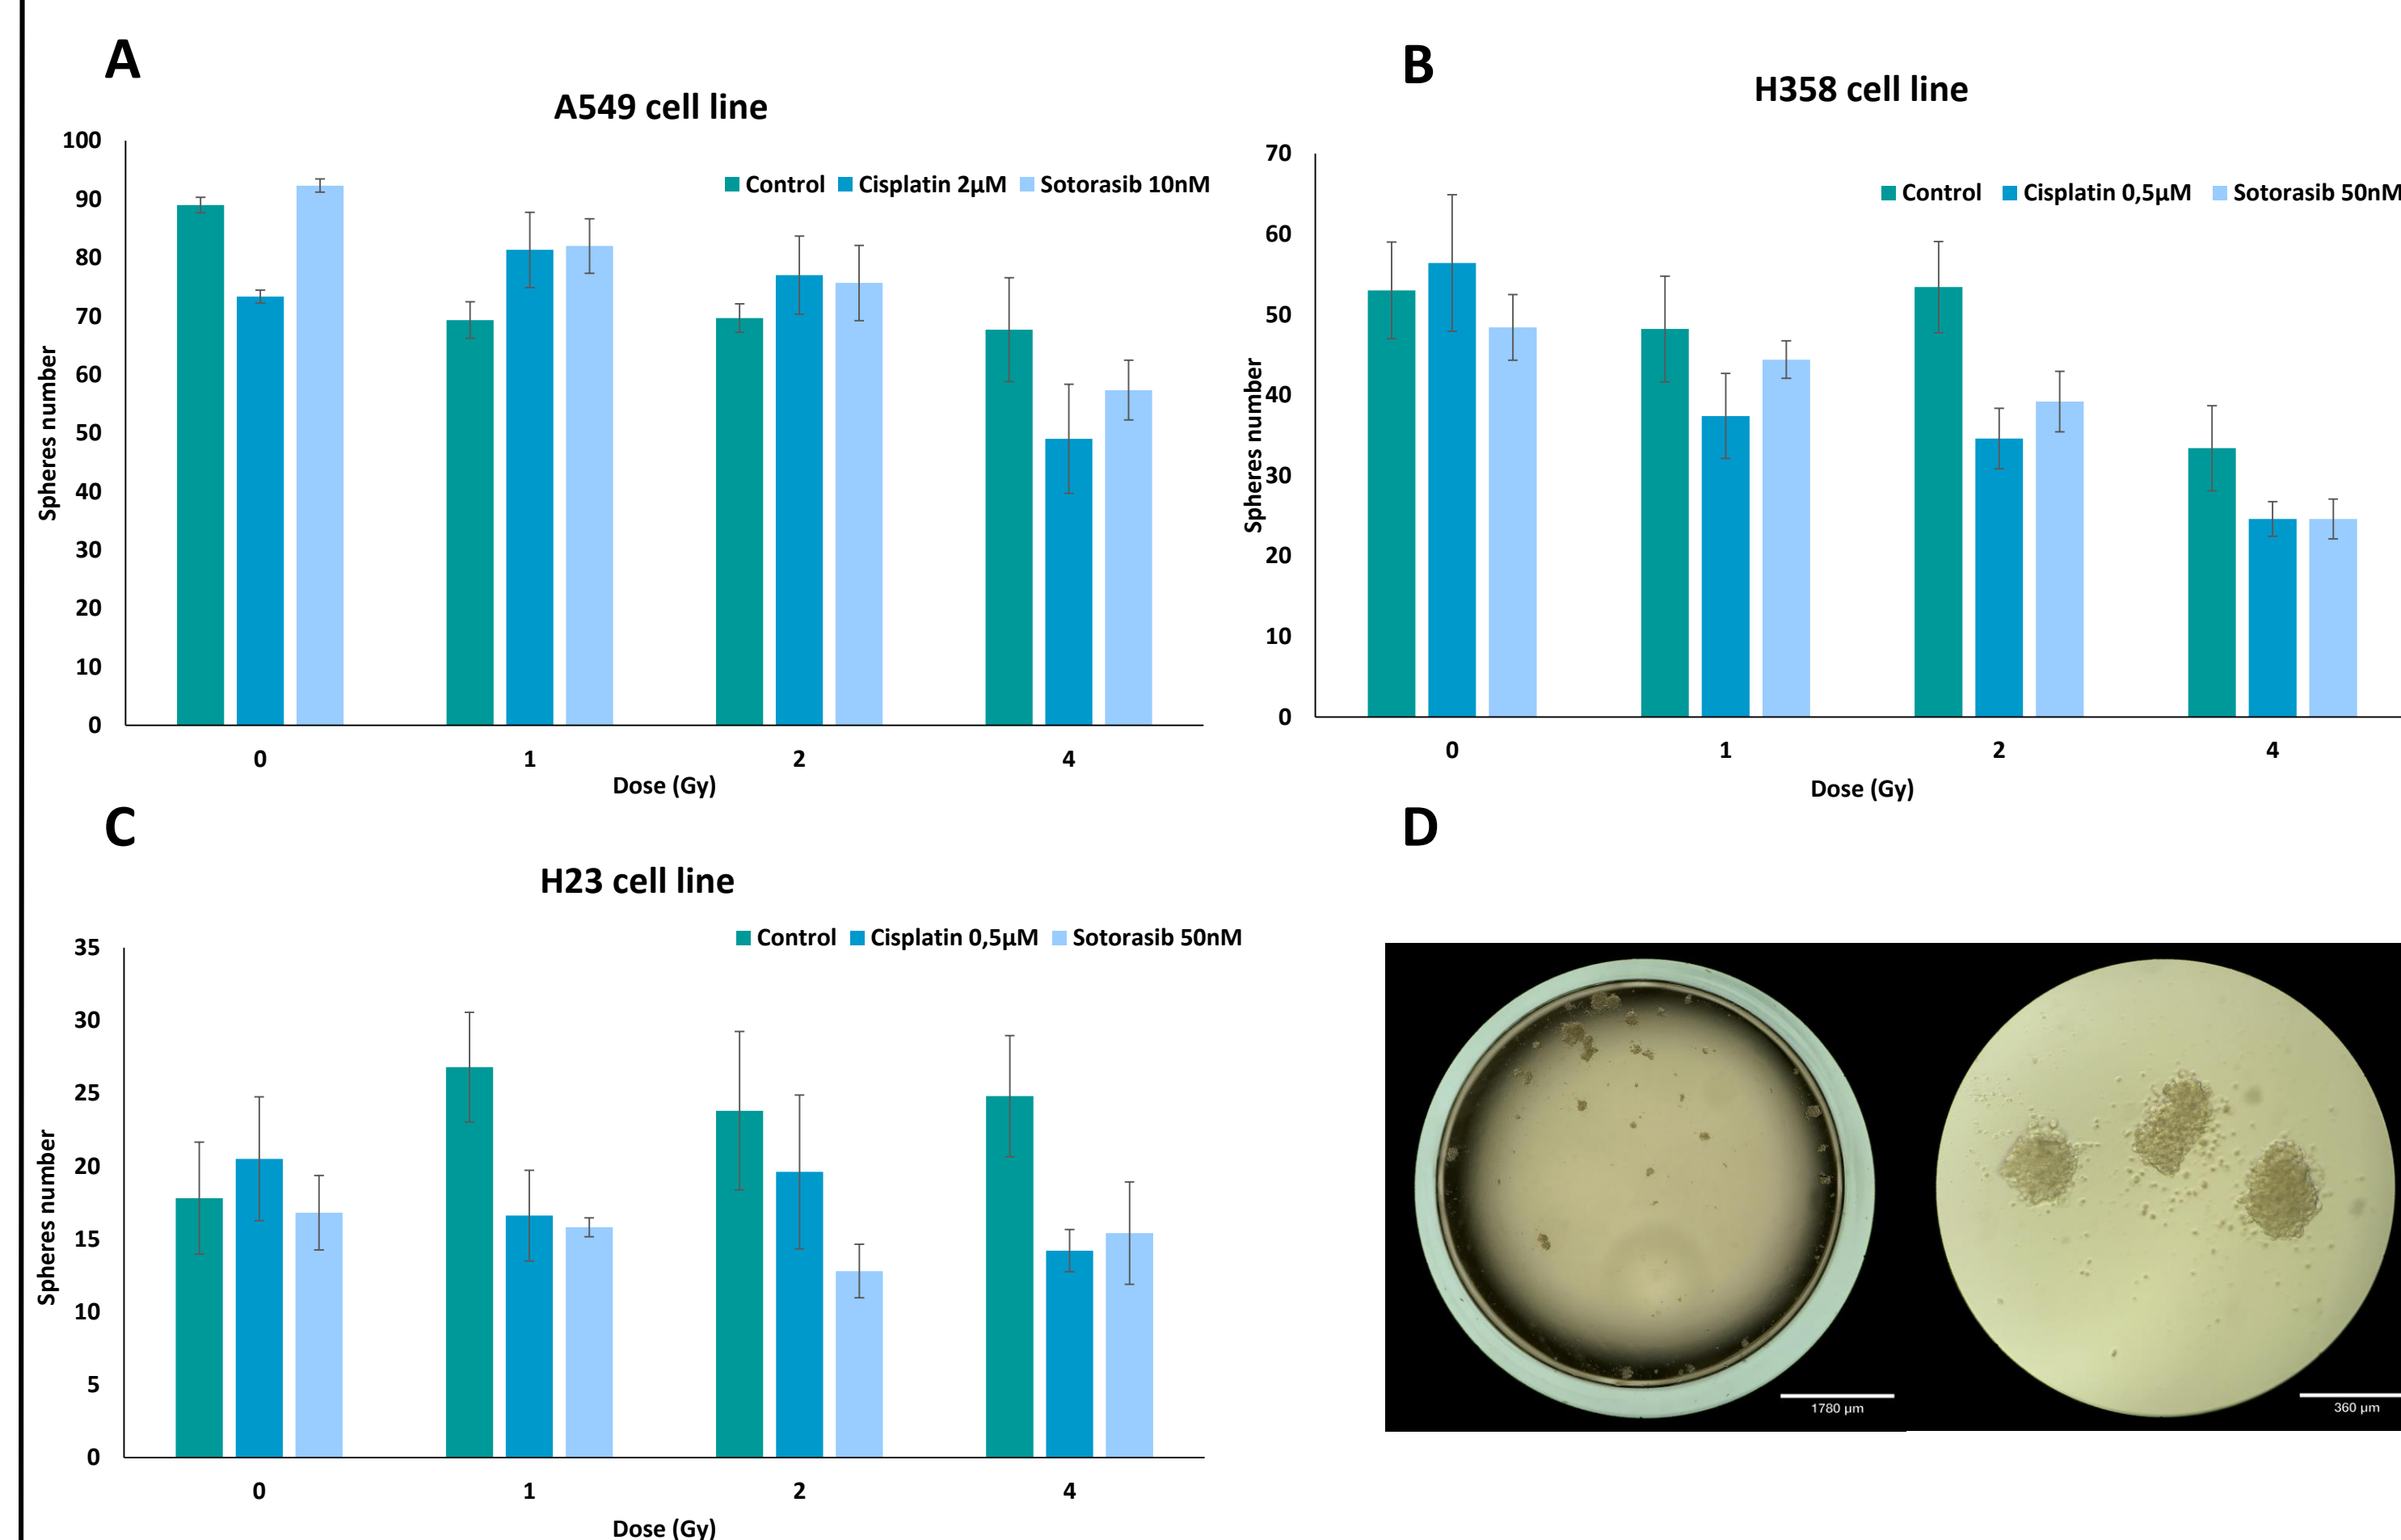 A
A549 cell line
Control Cisplatin 2µM Sotorasib 10nM
100
90
80
70
60
50
40
30
20
10
0
Spheres number
0 1 2 4
Dose (Gy)
B
H358 cell line
Control Cisplatin 0,5µM Sotorasib 50nM
70
60
50
40
30
20
10
0
Spheres number
0 1 2 4
Dose (Gy)
C
H23 cell line
Control Cisplatin 0,5µM Sotorasib 50nM
35
30
25
20
15
10
5
0
Spheres number
0 1 2 4
Dose (Gy)
D
1780 µm
360 µm